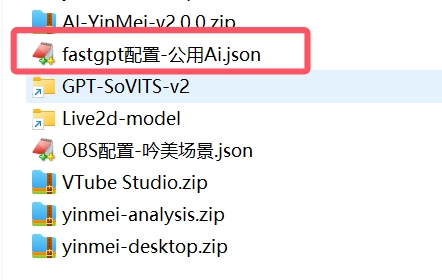 AI-YinMei-v2.0.0.zip
fastgpt配置-公用Ai.json
GPT-SoVITS-v2
Live2d-model
OBS配置-吟美场景.json
VTube Studio.zip
yinmei-analysis.zip
yinmei-desktop.zip